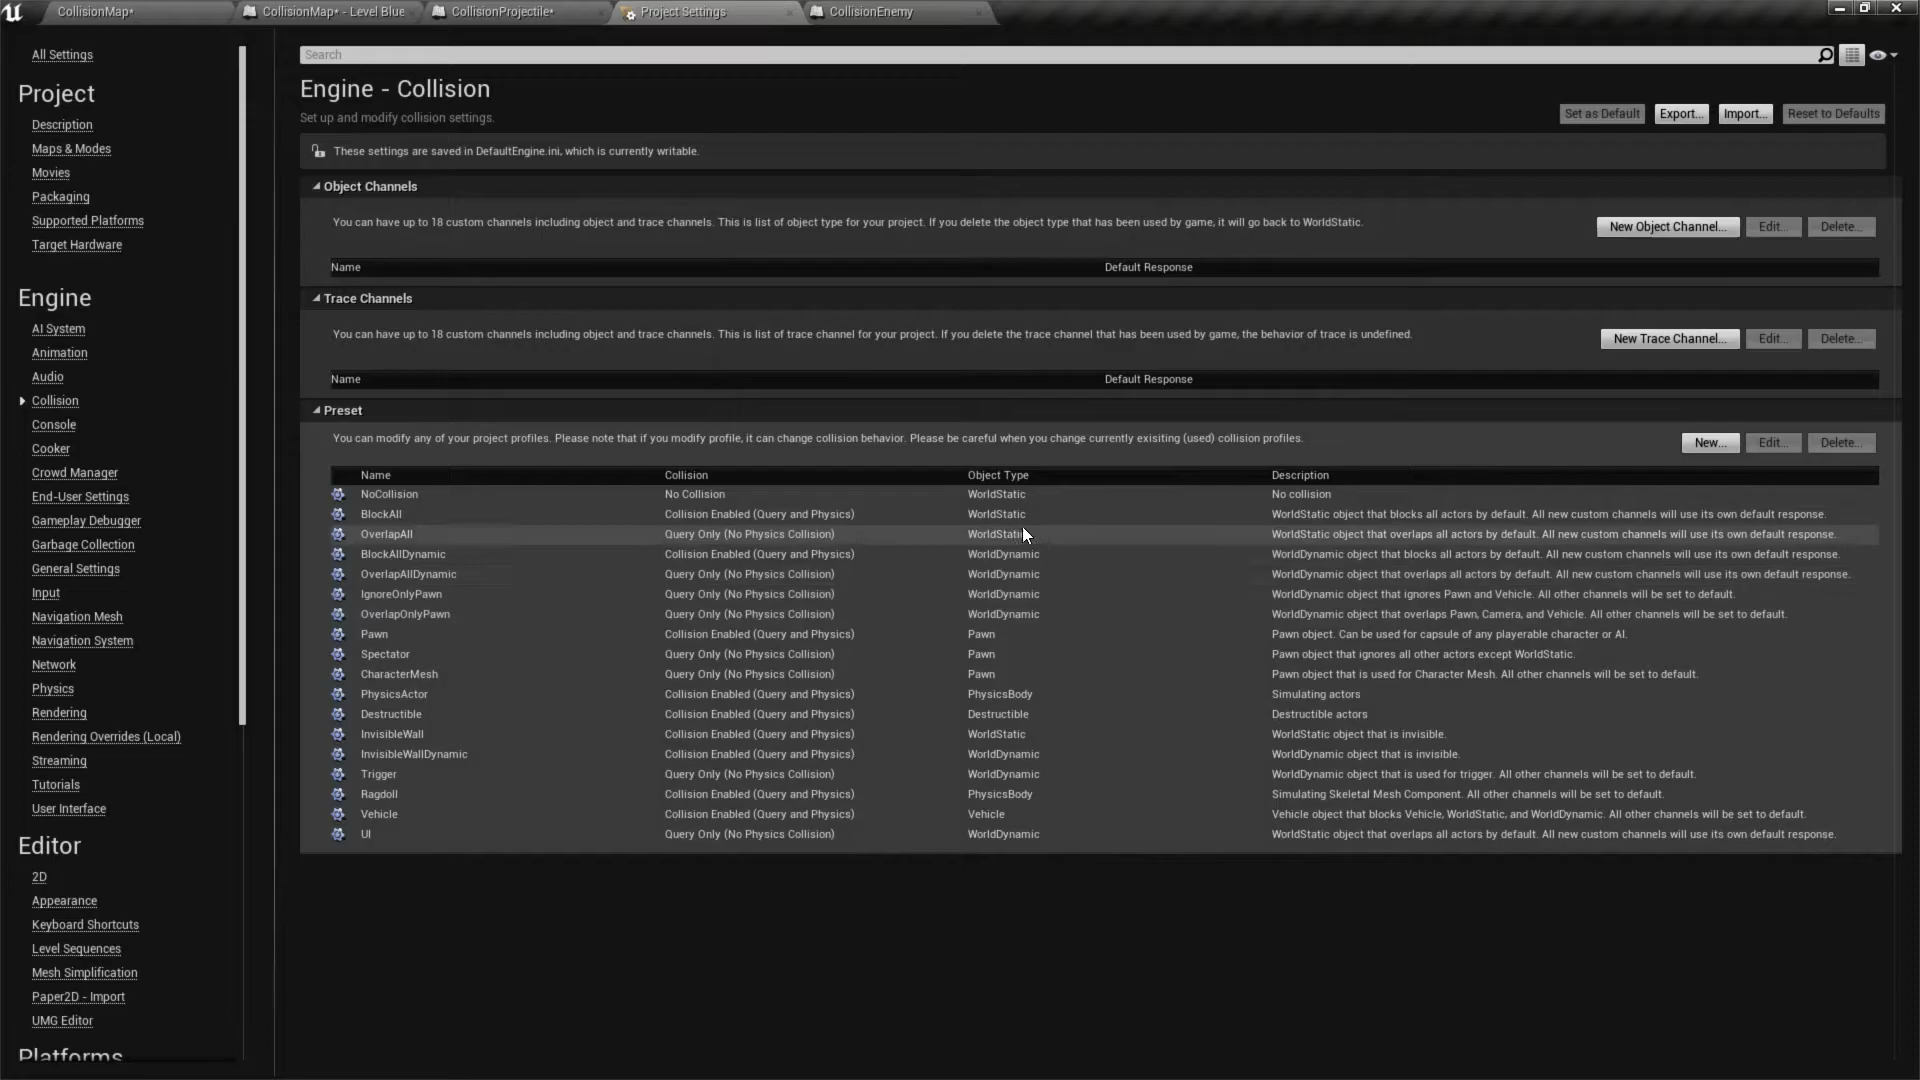 CollisionMap*
CollisionMap* - Level Blue
CollisionProjectile*
Project Settings
CollisionEnemy
All Settings
Project
Description
Maps & Modes
Movies
Packaging
Supported Platforms
Target Hardware
Engine
AI System
Animation
Audio
Collision
Console
Cooker
Crowd Manager
End-User Settings
Gameplay Debugger
Garbage Collection
General Settings
Input
Navigation Mesh
Navigation System
Network
Physics
Rendering
Rendering Overrides (Local)
Streaming
Tutorials
User Interface
Editor
2D
Appearance
Keyboard Shortcuts
Level Sequences
Mesh Simplification
Paper2D - Import
UMG Editor
Platforms
Search
Engine - Collision
Set up and modify collision settings.
Set as Default Export... Import... Reset to Defaults
These settings are saved in DefaultEngine.ini, which is currently writable.
Object Channels
You can have up to 18 custom channels including object and trace channels. This is list of object type for your project. If you delete the object type that has been used by game, it will go back to WorldStatic.
New Object Channel... Edit... Delete...
Name Default Response
Trace Channels
You can have up to 18 custom channels including object and trace channels. This is list of trace channel for your project. If you delete the trace channel that has been used by game, the behavior of trace is undefined.
New Trace Channel... Edit... Delete...
Name Default Response
Preset
You can modify any of your project profiles. Please note that if you modify profile, it can change collision behavior. Please be careful when you change currently exisiting (used) collision profiles.
New... Edit... Delete...
Name Collision Object Type Description
NoCollision No Collision WorldStatic No collision
BlockAll Collision Enabled (Query and Physics) WorldStatic WorldStatic object that blocks all actors by default. All new custom channels will use its own default response.
OverlapAll Query Only (No Physics Collision) WorldStatic WorldStatic object that overlaps all actors by default. All new custom channels will use its own default response.
BlockAllDynamic Collision Enabled (Query and Physics) WorldDynamic WorldDynamic object that blocks all actors by default. All new custom channels will use its own default response.
OverlapAllDynamic Query Only (No Physics Collision) WorldDynamic WorldDynamic object that overlaps all actors by default. All new custom channels will use its own default response.
IgnoreOnlyPawn Query Only (No Physics Collision) WorldDynamic WorldDynamic object that ignores Pawn and Vehicle. All other channels will be set to default.
OverlapOnlyPawn Query Only (No Physics Collision) WorldDynamic WorldDynamic object that overlaps Pawn, Camera, and Vehicle. All other channels will be set to default.
Pawn Collision Enabled (Query and Physics) Pawn Pawn object. Can be used for capsule of any playerable character or AI.
Spectator Query Only (No Physics Collision) Pawn Pawn object that ignores all other actors except WorldStatic.
CharacterMesh Query Only (No Physics Collision) Pawn Pawn object that is used for Character Mesh. All other channels will be set to default.
PhysicsActor Collision Enabled (Query and Physics) PhysicsBody Simulating actors
Destructible Collision Enabled (Query and Physics) Destructible Destructible actors
InvisibleWall Collision Enabled (Query and Physics) WorldStatic WorldStatic object that is invisible.
InvisibleWallDynamic Collision Enabled (Query and Physics) WorldDynamic WorldDynamic object that is invisible.
Trigger Query Only (No Physics Collision) WorldDynamic WorldDynamic object that is used for trigger. All other channels will be set to default.
Ragdoll Collision Enabled (Query and Physics) PhysicsBody Simulating Skeletal Mesh Component. All other channels will be set to default.
Vehicle Collision Enabled (Query and Physics) Vehicle Vehicle object that blocks Vehicle, WorldStatic, and WorldDynamic. All other channels will be set to default.
UI Query Only (No Physics Collision) WorldDynamic WorldStatic object that overlaps all actors by default. All new custom channels will use its own default response.